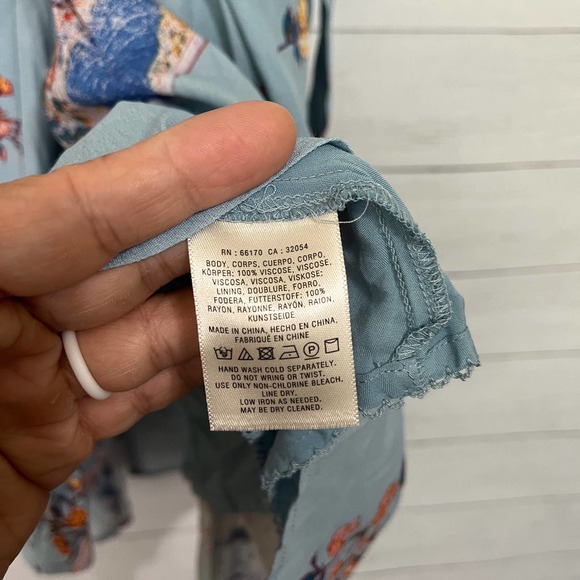 RN : 66170 CA : 32054
BODY, CORPS, CUERPO, CORPO,
KÖRPER: 100% VISCOSE, VISCOSE,
VISCOSA, VISCOSA, VISKOSE:
LINING, DOUBLURE, FORRO,
FODERA, FUTTERSTOFF: 100%
RAYON, RAYONNE, RAYÓN, RAION,
KUNSTSEIDE
MADE IN CHINA, HECHO EN CHINA,
FABRIQUÉ EN CHINE
HAND WASH COLD SEPARATELY.
DO NOT WRING OR TWIST.
USE ONLY NON-CHLORINE BLEACH.
LINE DRY.
LOW IRON AS NEEDED,
MAY BE DRY CLEANED.